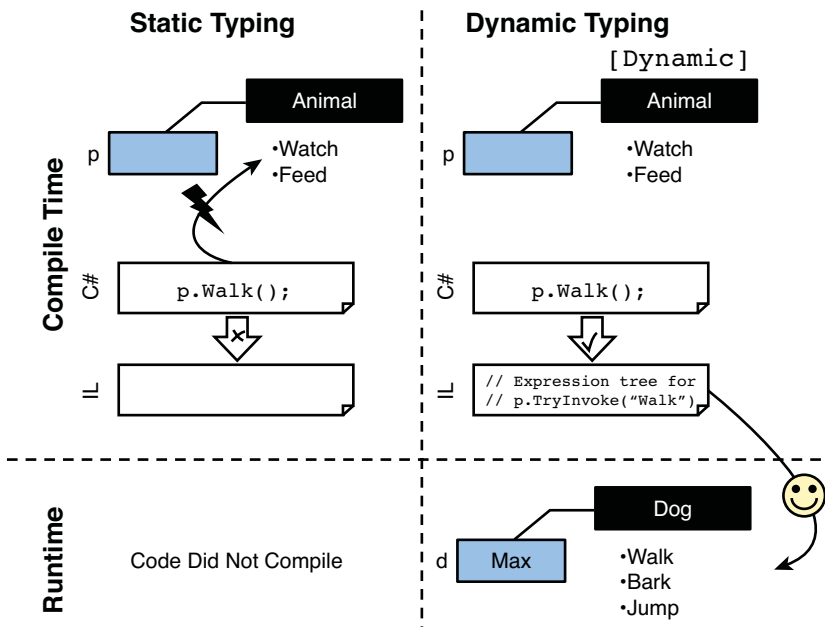 Static Typing
Dynamic Typing
[Dynamic]
Animal
p
•Watch
•Feed
Animal
p
•Watch
•Feed
Compile Time
C#
p.Walk();
C#
p.Walk();
IL
IL
// Expression tree for
// p.TryInvoke(“Walk”)
Runtime
Code Did Not Compile
Dog
d
Max
•Walk
•Bark
•Jump